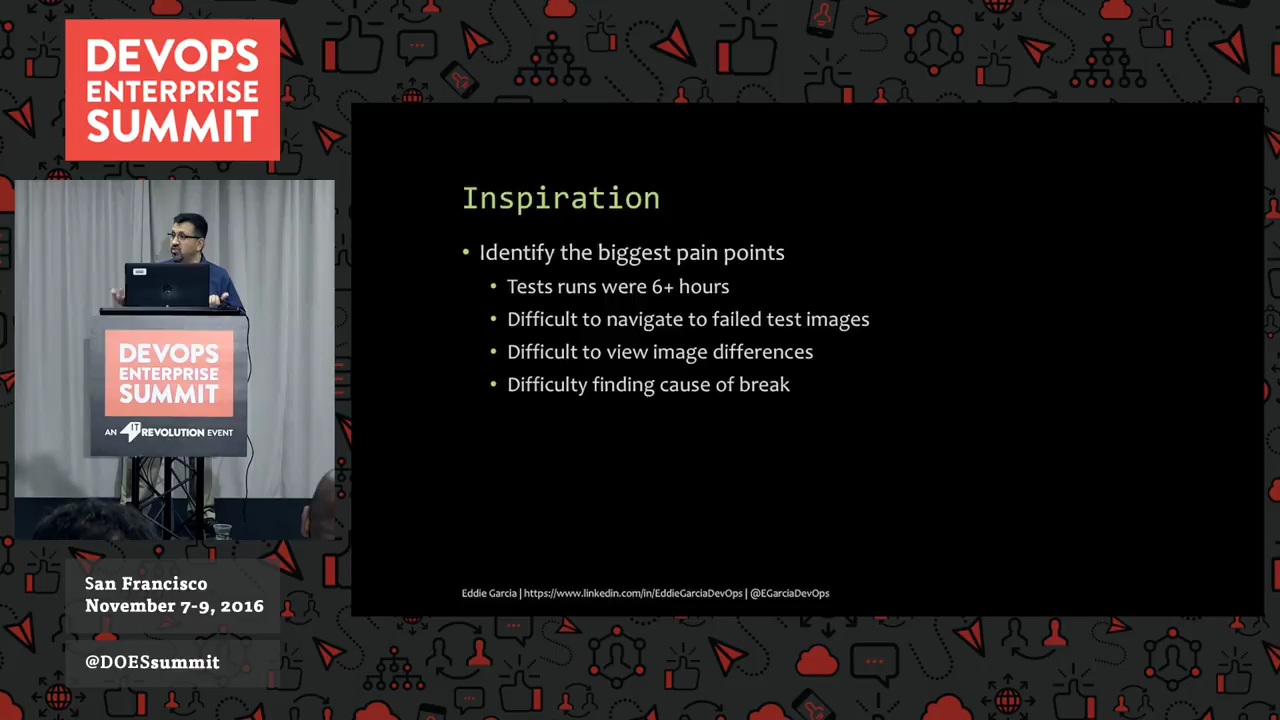 DEVOPS
ENTERPRISE
SUMMIT
Inspiration
• Identify the biggest pain points
• Tests runs were 6+ hours
• Difficult to navigate to failed test images
• Difficult to view image differences
• Difficulty finding cause of break
Eddie Garcia | https://www.linkedin.com/in/EddieGarciaDevOps | @EGarciaDevOps
DEVOPS
ENTERPRISE
SUMMIT
AN IT REVOLUTION EVENT
San Francisco
November 7-9, 2016
@DOESsummit